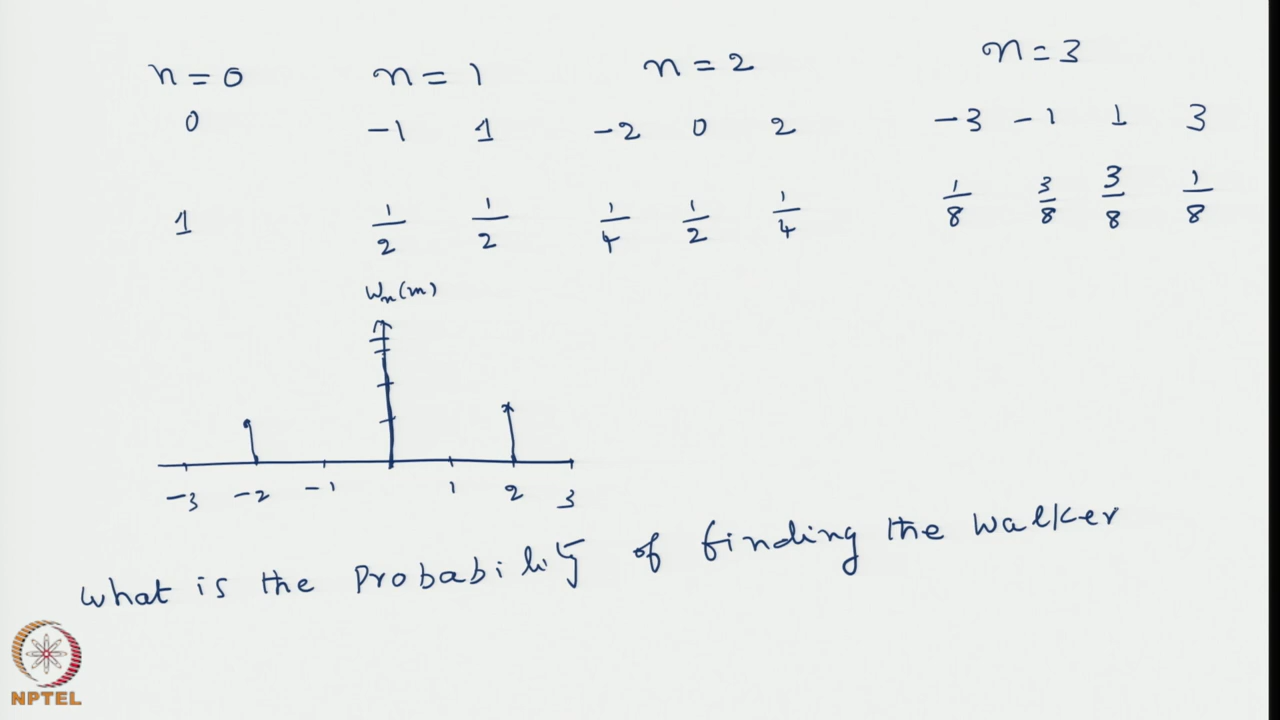 n = 0 n = 1 n = 2 n = 3
0 -1 1 -2 0 2 -3 -1 1 3
1 1/2 1/2 1/4 1/2 1/4 1/8 3/8 3/8 1/8
Wn(m)
-3 -2 -1 1 2 3
What is the Probability of finding the Walker
NPTEL